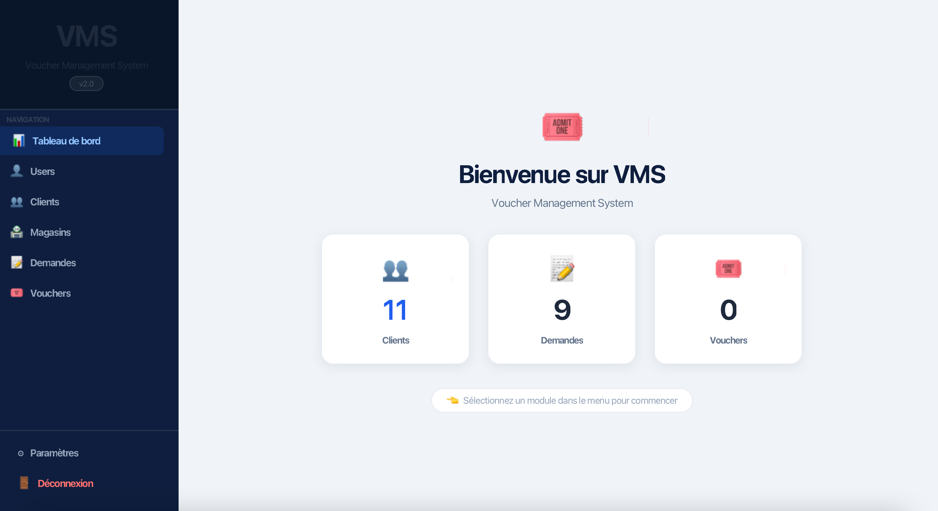 VMS
Voucher Management System
v2.0
NAVIGATION
Tableau de bord
Users
Clients
Magasins
Demandes
Vouchers
Paramètres
Déconnexion
ADMIT
ONE
Bienvenue sur VMS
Voucher Management System
11
Clients
9
Demandes
ADMIT
ONE
0
Vouchers
Sélectionnez un module dans le menu pour commencer